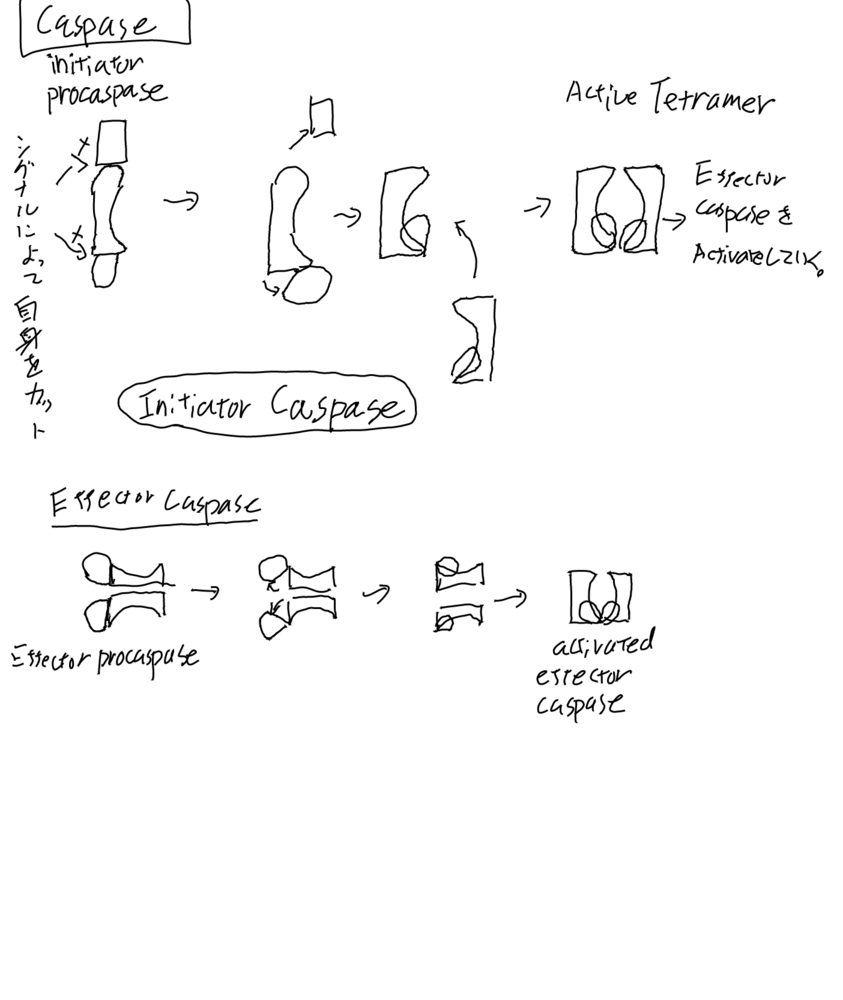 Caspase
initiator
procaspase
シグナルによって自身をカット
Active Tetramer
Effector
caspaseを
Activateしていく。
Initiator Caspase
Effector Caspase
Effector procaspase
activated
effector
caspase